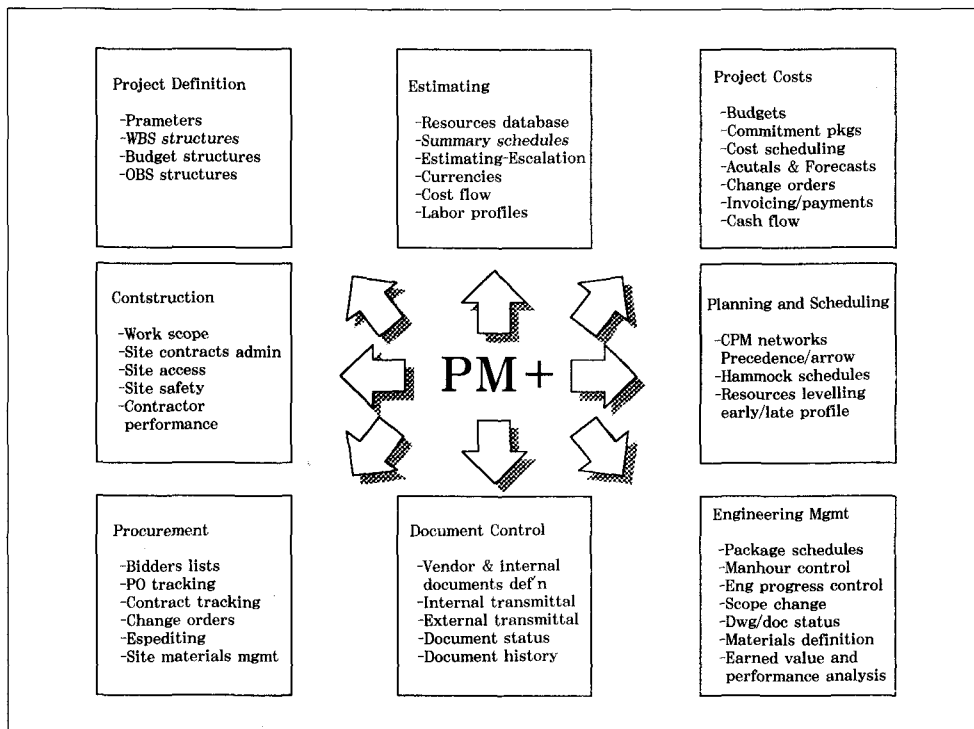 Project Definition
-Prameters
-WBS structures
-Budget structures
-OBS structures
Estimating
-Resources database
-Summary schedules
-Estimating-Escalation
-Currencies
-Cost flow
-Labor profiles
Project Costs
-Budgets
-Commitment pkgs
-Cost scheduling
-Acutals & Forecasts
-Change orders
-Invoicing/payments
-Cash flow
Contstruction
-Work scope
-Site contracts admin
-Site access
-Site safety
-Contractor
performance
PM+
Planning and Scheduling
-CPM networks
Precedence/arrow
-Hammock schedules
-Resources levelling
early/late profile
Procurement
-Bidders lists
-PO tracking
-Contract tracking
-Change orders
-Espediting
-Site materials mgmt
Document Control
-Vendor & internal
documents def'n
-Internal transmittal
-External transmittal
-Document status
-Document history
Engineering Mgmt
-Package schedules
-Manhour control
-Eng progress control
-Scope change
-Dwg/doc status
-Materials definition
-Earned value and
performance analysis